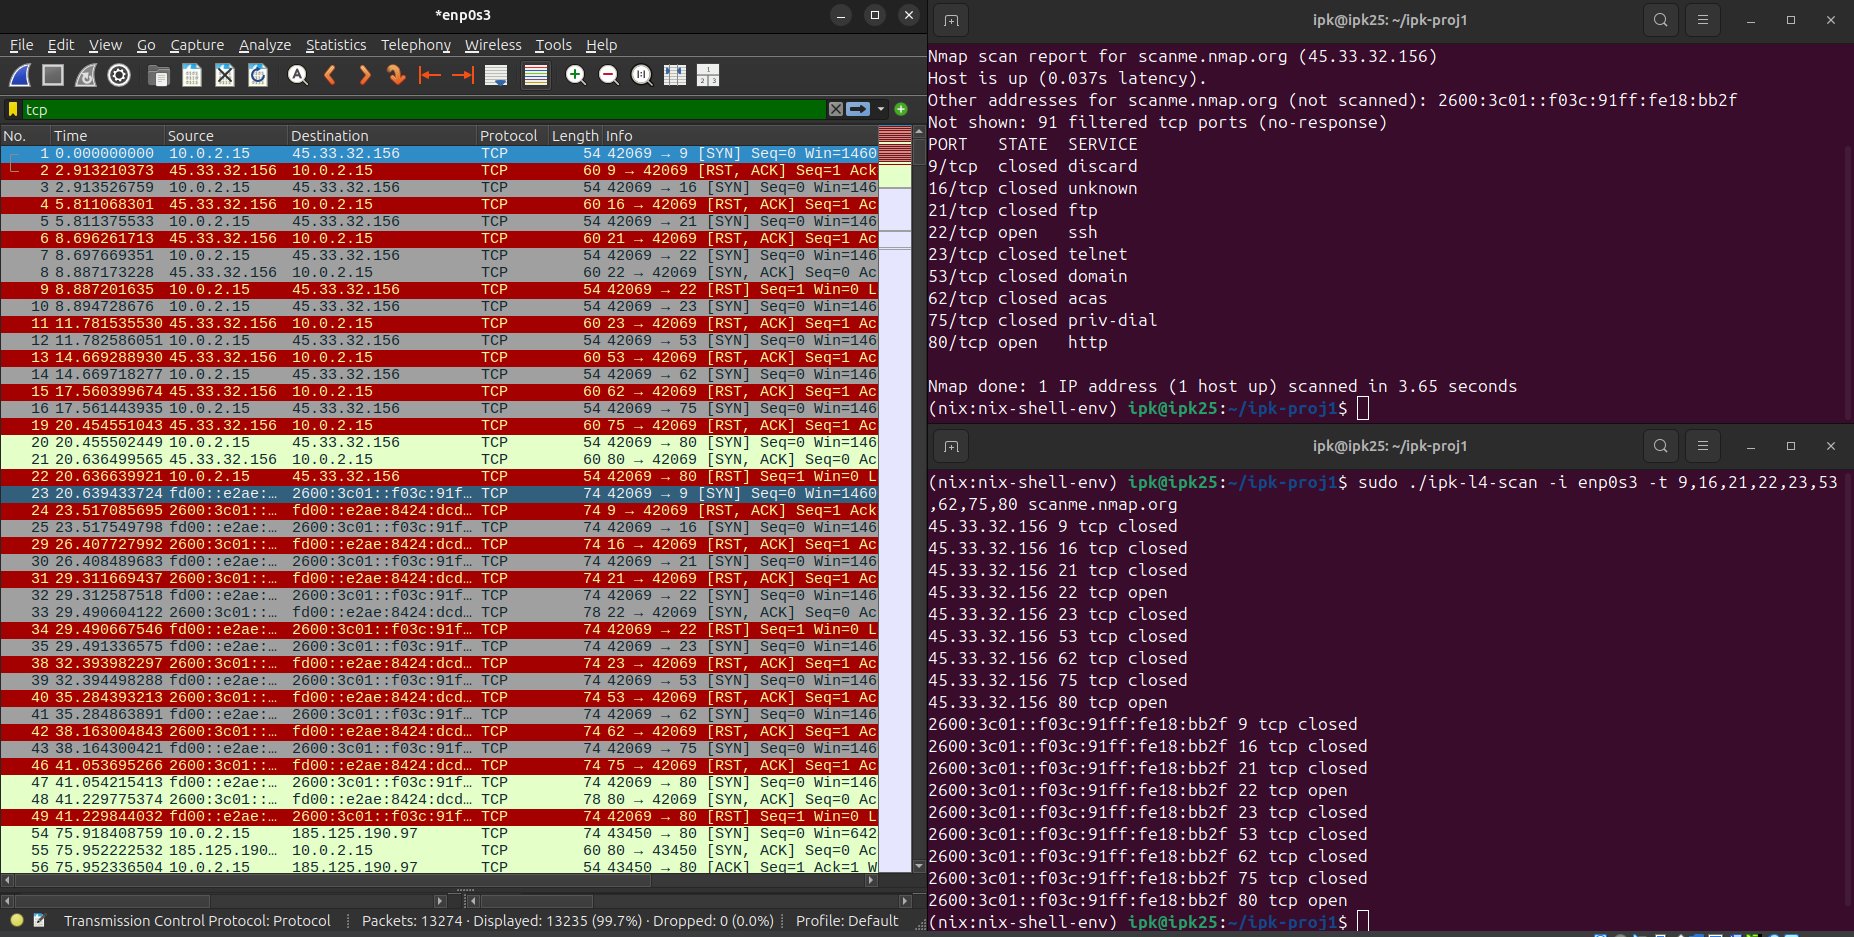 *enp0s3
File Edit View Go Capture Analyze Statistics Telephony Wireless Tools Help
tcp
No. Time Source Destination Protocol Length Info
1 0.000000000 10.0.2.15 45.33.32.156 TCP 54 42069 → 9 [SYN] Seq=0 Win=1460
2 2.913210373 45.33.32.156 10.0.2.15 TCP 60 9 → 42069 [RST, ACK] Seq=1 Ack
3 2.913526759 10.0.2.15 45.33.32.156 TCP 54 42069 → 16 [SYN] Seq=0 Win=146
4 5.811068301 45.33.32.156 10.0.2.15 TCP 60 16 → 42069 [RST, ACK] Seq=1 Ac
5 5.811375533 10.0.2.15 45.33.32.156 TCP 54 42069 → 21 [SYN] Seq=0 Win=146
6 8.696261713 45.33.32.156 10.0.2.15 TCP 60 21 → 42069 [RST, ACK] Seq=1 Ac
7 8.697669351 10.0.2.15 45.33.32.156 TCP 54 42069 → 22 [SYN] Seq=0 Win=146
8 8.887173228 45.33.32.156 10.0.2.15 TCP 60 22 → 42069 [SYN, ACK] Seq=0 Ac
9 8.887201635 10.0.2.15 45.33.32.156 TCP 54 42069 → 22 [RST] Seq=1 Win=0 L
10 8.894728676 10.0.2.15 45.33.32.156 TCP 54 42069 → 23 [SYN] Seq=0 Win=146
11 11.781535530 45.33.32.156 10.0.2.15 TCP 60 23 → 42069 [RST, ACK] Seq=1 Ac
12 11.782586051 10.0.2.15 45.33.32.156 TCP 54 42069 → 53 [SYN] Seq=0 Win=146
13 14.669288930 45.33.32.156 10.0.2.15 TCP 60 53 → 42069 [RST, ACK] Seq=1 Ac
14 14.669718277 10.0.2.15 45.33.32.156 TCP 54 42069 → 62 [SYN] Seq=0 Win=146
15 17.560399674 45.33.32.156 10.0.2.15 TCP 60 62 → 42069 [RST, ACK] Seq=1 Ac
16 17.561443935 10.0.2.15 45.33.32.156 TCP 54 42069 → 75 [SYN] Seq=0 Win=146
19 20.454551043 45.33.32.156 10.0.2.15 TCP 60 75 → 42069 [RST, ACK] Seq=1 Ac
20 20.455502449 10.0.2.15 45.33.32.156 TCP 54 42069 → 80 [SYN] Seq=0 Win=146
21 20.636499565 45.33.32.156 10.0.2.15 TCP 60 80 → 42069 [SYN, ACK] Seq=0 Ac
22 20.636639921 10.0.2.15 45.33.32.156 TCP 54 42069 → 80 [RST] Seq=1 Win=0 L
23 20.639433724 fd00::e2ae:… 2600:3c01::f03c:91f… TCP 74 42069 → 9 [SYN] Seq=0 Win=1460
24 23.517085695 2600:3c01::… fd00::e2ae:8424:dcd… TCP 74 9 → 42069 [RST, ACK] Seq=1 Ack
25 23.517549798 fd00::e2ae:… 2600:3c01::f03c:91f… TCP 74 42069 → 16 [SYN] Seq=0 Win=146
29 26.407727992 2600:3c01::… fd00::e2ae:8424:dcd… TCP 74 16 → 42069 [RST, ACK] Seq=1 Ac
30 26.408489683 fd00::e2ae:… 2600:3c01::f03c:91f… TCP 74 42069 → 21 [SYN] Seq=0 Win=146
31 29.311669437 2600:3c01::… fd00::e2ae:8424:dcd… TCP 74 21 → 42069 [RST, ACK] Seq=1 Ac
32 29.312587518 fd00::e2ae:… 2600:3c01::f03c:91f… TCP 74 42069 → 22 [SYN] Seq=0 Win=146
33 29.490604122 2600:3c01::… fd00::e2ae:8424:dcd… TCP 78 22 → 42069 [SYN, ACK] Seq=0 Ac
34 29.490667546 fd00::e2ae:… 2600:3c01::f03c:91f… TCP 74 42069 → 22 [RST] Seq=1 Win=0 L
35 29.491336575 fd00::e2ae:… 2600:3c01::f03c:91f… TCP 74 42069 → 23 [SYN] Seq=0 Win=146
38 32.393982297 2600:3c01::… fd00::e2ae:8424:dcd… TCP 74 23 → 42069 [RST, ACK] Seq=1 Ac
39 32.394498288 fd00::e2ae:… 2600:3c01::f03c:91f… TCP 74 42069 → 53 [SYN] Seq=0 Win=146
40 35.284393213 2600:3c01::… fd00::e2ae:8424:dcd… TCP 74 53 → 42069 [RST, ACK] Seq=1 Ac
41 35.284863891 fd00::e2ae:… 2600:3c01::f03c:91f… TCP 74 42069 → 62 [SYN] Seq=0 Win=146
42 38.163004843 2600:3c01::… fd00::e2ae:8424:dcd… TCP 74 62 → 42069 [RST, ACK] Seq=1 Ac
43 38.164300421 fd00::e2ae:… 2600:3c01::f03c:91f… TCP 74 42069 → 75 [SYN] Seq=0 Win=146
46 41.053695266 2600:3c01::… fd00::e2ae:8424:dcd… TCP 74 75 → 42069 [RST, ACK] Seq=1 Ac
47 41.054215413 fd00::e2ae:… 2600:3c01::f03c:91f… TCP 74 42069 → 80 [SYN] Seq=0 Win=146
48 41.229775374 2600:3c01::… fd00::e2ae:8424:dcd… TCP 78 80 → 42069 [SYN, ACK] Seq=0 Ac
49 41.229844032 fd00::e2ae:… 2600:3c01::f03c:91f… TCP 74 42069 → 80 [RST] Seq=1 Win=0 L
54 75.918408759 10.0.2.15 185.125.190.97 TCP 74 43450 → 80 [SYN] Seq=0 Win=642
55 75.952222532 185.125.190… 10.0.2.15 TCP 60 80 → 43450 [SYN, ACK] Seq=0 Ac
56 75.952336504 10.0.2.15 185.125.190.97 TCP 54 43450 → 80 [ACK] Seq=1 Ack=1 W
Transmission Control Protocol: Protocol Packets: 13274 · Displayed: 13235 (99.7%) · Dropped: 0 (0.0%) Profile: Default
ipk@ipk25: ~/ipk-proj1
Nmap scan report for scanme.nmap.org (45.33.32.156)
Host is up (0.037s latency).
Other addresses for scanme.nmap.org (not scanned): 2600:3c01::f03c:91ff:fe18:bb2f
Not shown: 91 filtered tcp ports (no-response)
PORT STATE SERVICE
9/tcp closed discard
16/tcp closed unknown
21/tcp closed ftp
22/tcp open ssh
23/tcp closed telnet
53/tcp closed domain
62/tcp closed acas
75/tcp closed priv-dial
80/tcp open http
Nmap done: 1 IP address (1 host up) scanned in 3.65 seconds
(nix:nix-shell-env) ipk@ipk25:~/ipk-proj1$
ipk@ipk25: ~/ipk-proj1
(nix:nix-shell-env) ipk@ipk25:~/ipk-proj1$ sudo ./ipk-l4-scan -i enp0s3 -t 9,16,21,22,23,53
,62,75,80 scanme.nmap.org
45.33.32.156 9 tcp closed
45.33.32.156 16 tcp closed
45.33.32.156 21 tcp closed
45.33.32.156 22 tcp open
45.33.32.156 23 tcp closed
45.33.32.156 53 tcp closed
45.33.32.156 62 tcp closed
45.33.32.156 75 tcp closed
45.33.32.156 80 tcp open
2600:3c01::f03c:91ff:fe18:bb2f 9 tcp closed
2600:3c01::f03c:91ff:fe18:bb2f 16 tcp closed
2600:3c01::f03c:91ff:fe18:bb2f 21 tcp closed
2600:3c01::f03c:91ff:fe18:bb2f 22 tcp open
2600:3c01::f03c:91ff:fe18:bb2f 23 tcp closed
2600:3c01::f03c:91ff:fe18:bb2f 53 tcp closed
2600:3c01::f03c:91ff:fe18:bb2f 62 tcp closed
2600:3c01::f03c:91ff:fe18:bb2f 75 tcp closed
2600:3c01::f03c:91ff:fe18:bb2f 80 tcp open
(nix:nix-shell-env) ipk@ipk25:~/ipk-proj1$